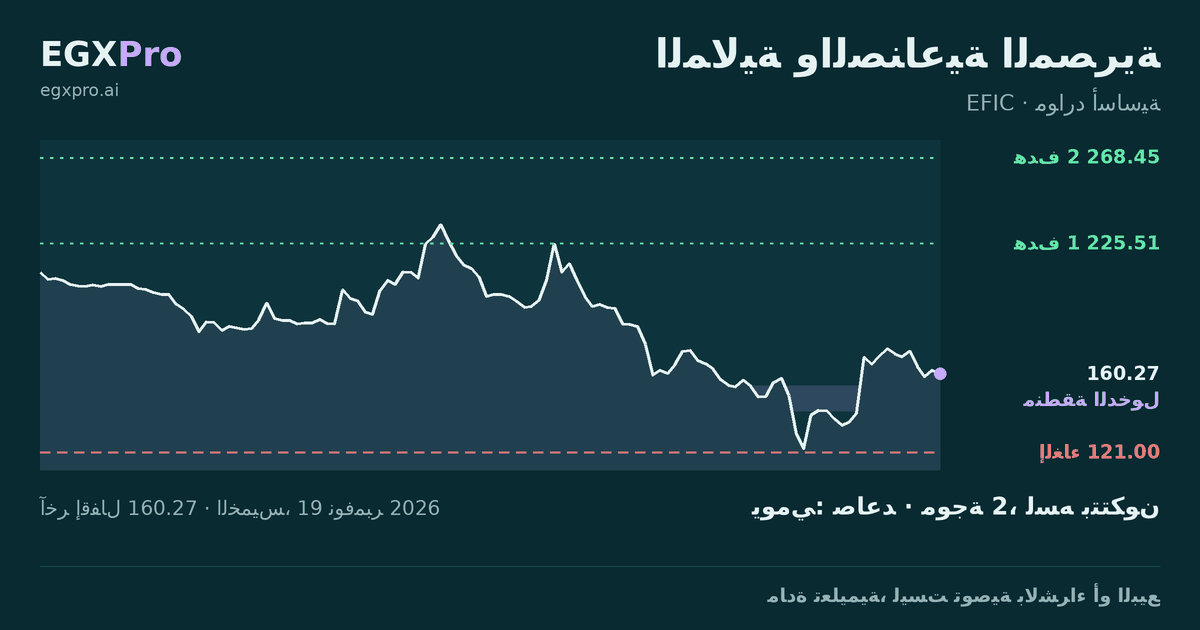 EGXPro
egxpro.ai
المالية والصناعية المصرية
EFIC · موارد أساسية
هدف 2 268.45
هدف 1 225.51
160.27
منطقة الدخول
إلغاء 121.00
آخر إقفال 160.27 · الخميس، 19 نوفمبر 2026
يومي: صاعد · موجة 2، لسه بتتكون
مادة تعليمية، ليست توصية بالشراء أو البيع